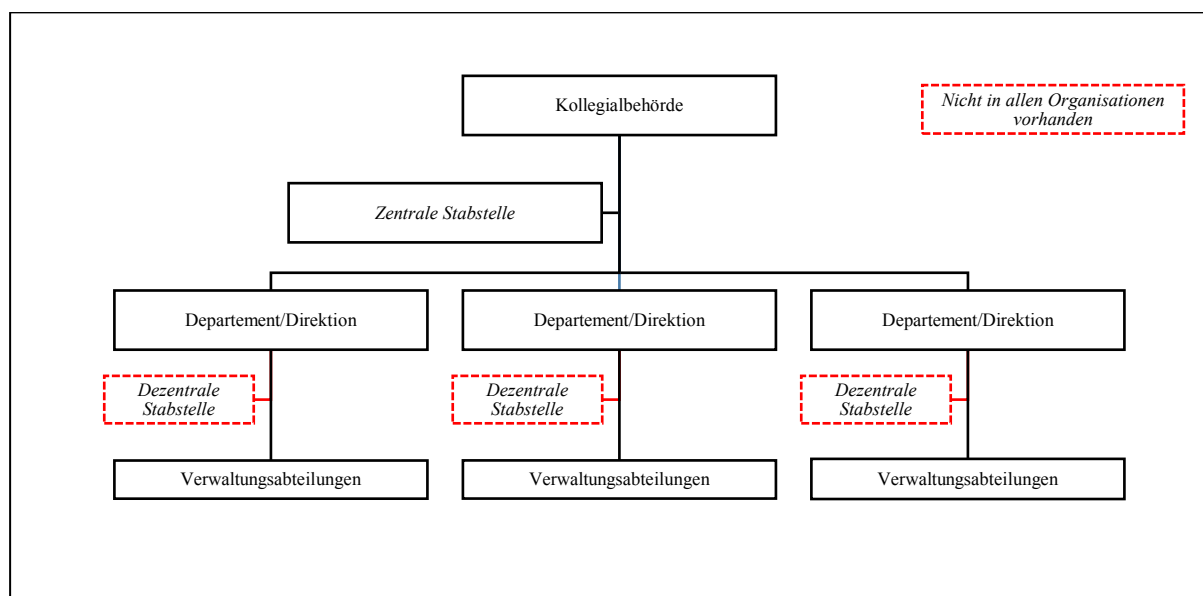 Kollegialbehörde
Nicht in allen Organisationen
vorhanden
Zentrale Stabstelle
Departement/Direktion
Departement/Direktion
Departement/Direktion
Dezentrale
Stabstelle
Dezentrale
Stabstelle
Dezentrale
Stabstelle
Verwaltungsabteilungen
Verwaltungsabteilungen
Verwaltungsabteilungen